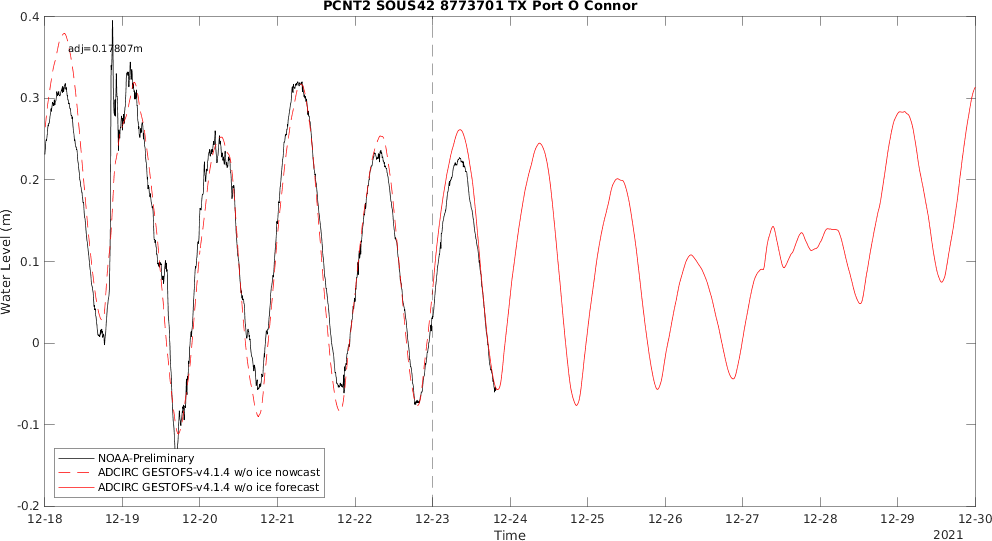 PCNT2 SOUS42 8773701 TX Port O Connor
adj=0.17807m
0.4
0.3
0.2
0.1
0
-0.1
-0.2
Water Level (m)
NOAA-Preliminary
ADCIRC GESTOFS-v4.1.4 w/o ice nowcast
ADCIRC GESTOFS-v4.1.4 w/o ice forecast
12-18 12-19 12-20 12-21 12-22 12-23 12-24 12-25 12-26 12-27 12-28 12-29 12-30
Time
2021